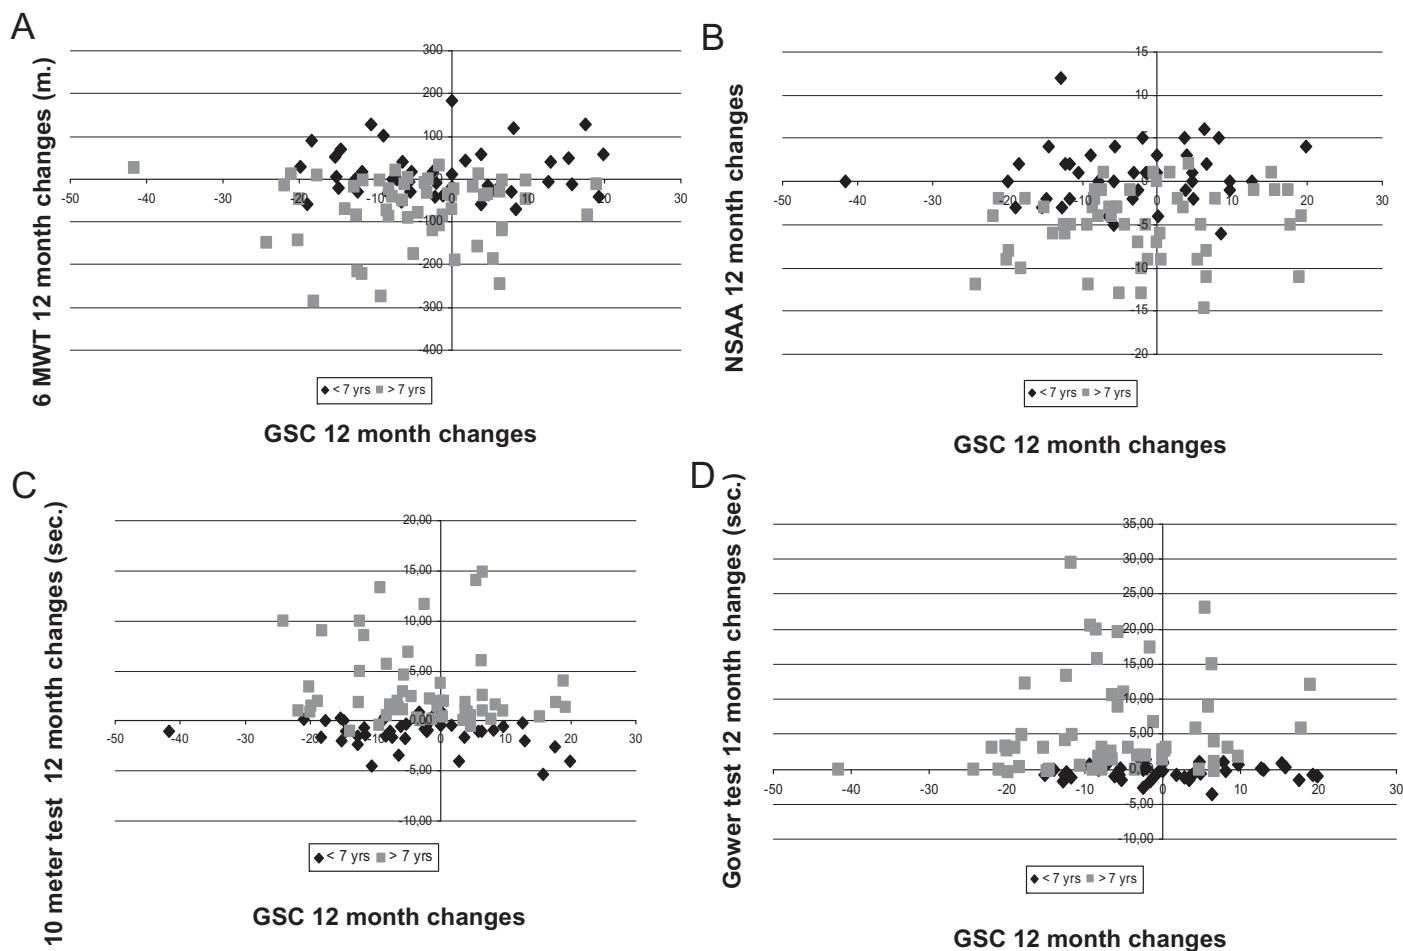 A
6 MWT 12 month changes (m.)
300
200
100
0
-100
-200
-300
-400
-50 -40 -30 -20 -10 0 10 20 30
< 7 yrs > 7 yrs
GSC 12 month changes
B
NSAA 12 month changes
15
10
5
0
-5
-10
-15
-20
-50 -40 -30 -20 -10 0 10 20 30
< 7 yrs > 7 yrs
GSC 12 month changes
C
10 meter test 12 month changes (sec.)
20,00
15,00
10,00
5,00
0,00
-5,00
-10,00
-50 -40 -30 -20 -10 0 10 20 30
< 7 yrs > 7 yrs
GSC 12 month changes
D
Gower test 12 month changes (sec.)
35,00
30,00
25,00
20,00
15,00
10,00
5,00
0,00
-5,00
-10,00
-50 -40 -30 -20 -10 0 10 20 30
< 7 yrs > 7 yrs
GSC 12 month changes